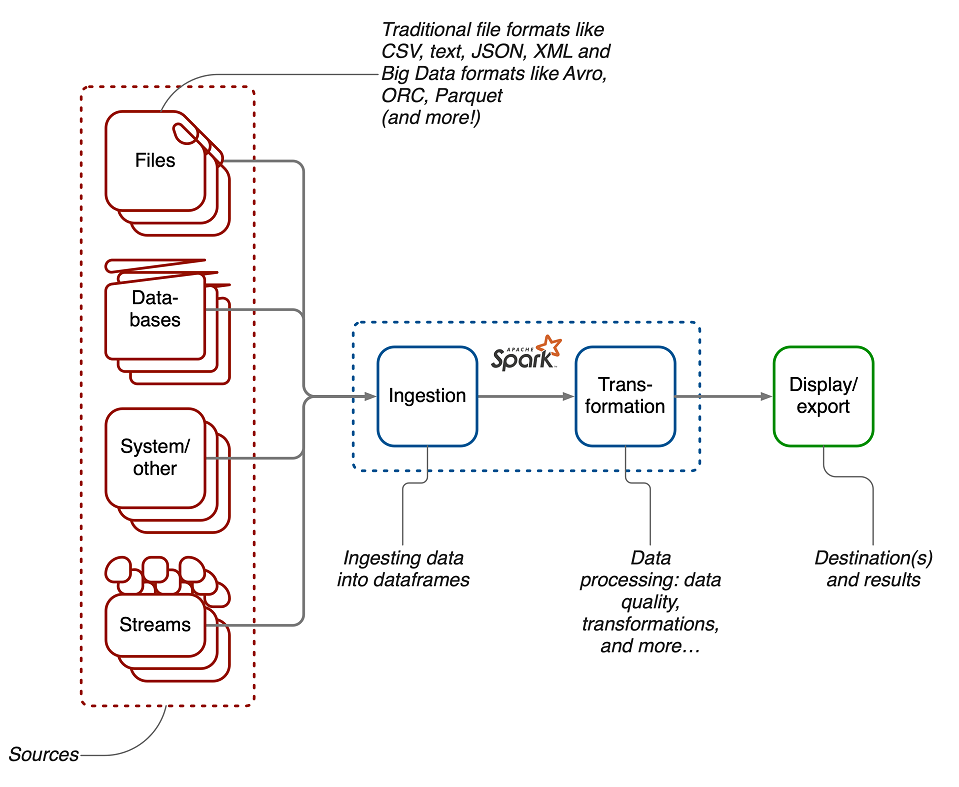 Traditional file formats like
CSV, text, JSON, XML and
Big Data formats like Avro,
ORC, Parquet
(and more!)
Files
Data-
bases
System/
other
Streams
Sources
APACHE
Spark
Ingestion
Trans-
formation
Display/
export
Ingesting data
into dataframes
Data
processing: data
quality,
transformations,
and more…
Destination(s)
and results